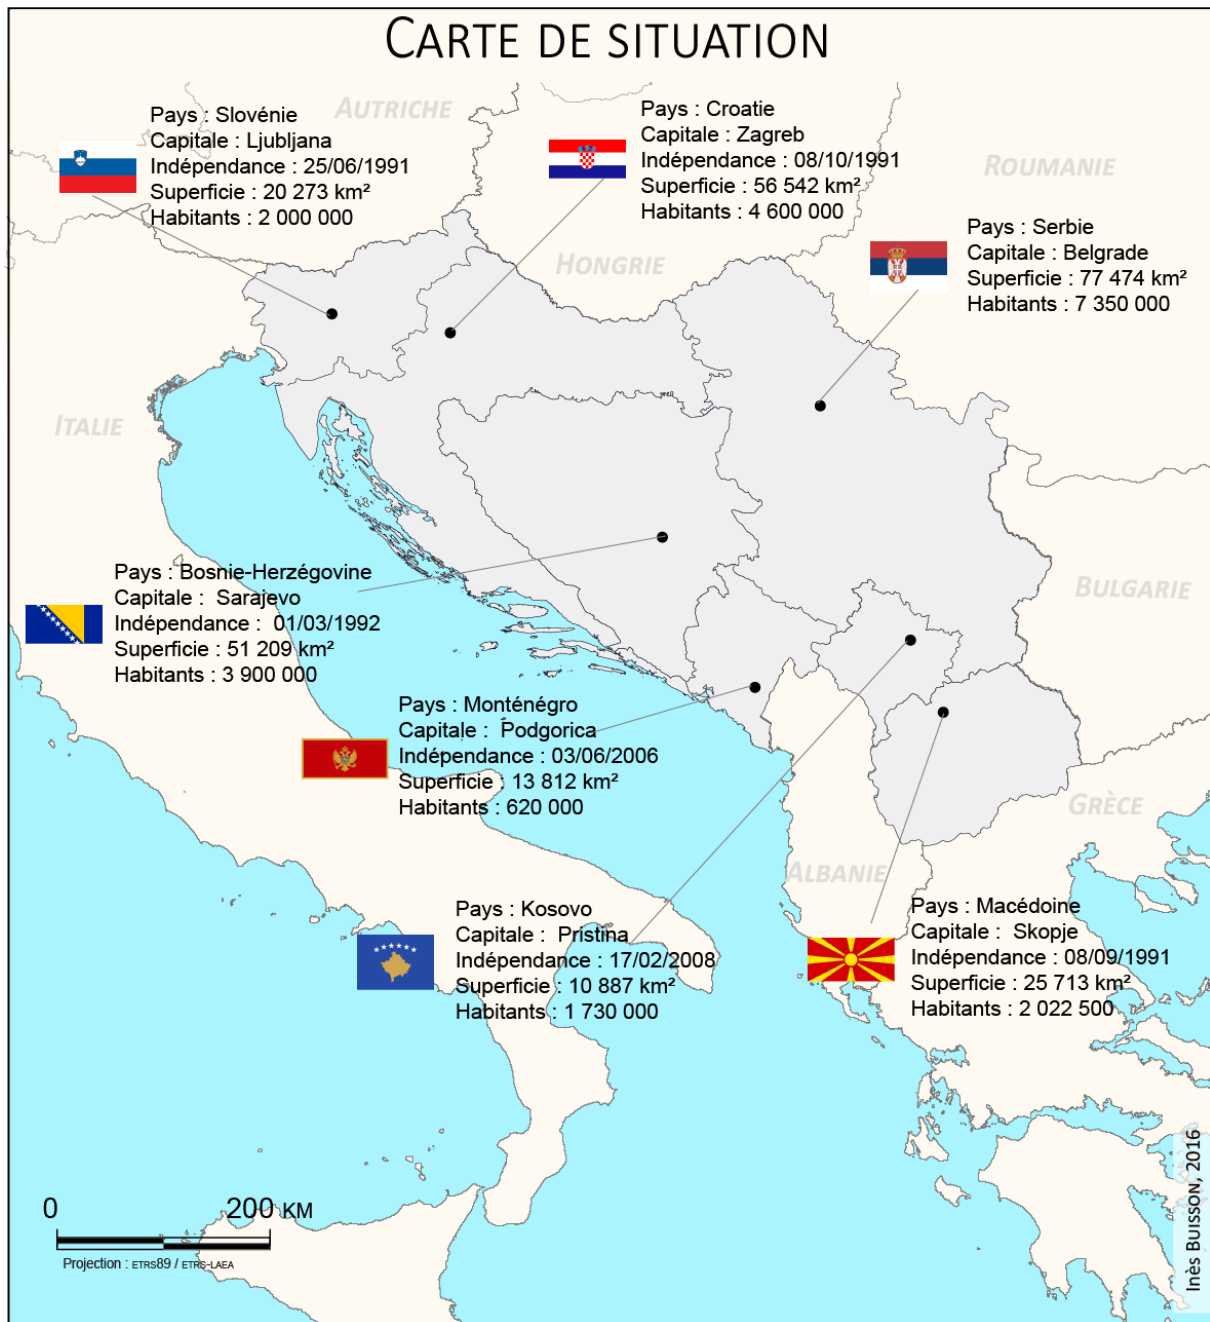 CARTE DE SITUATION
AUTRICHE
Pays : Slovénie
Capitale : Ljubljana
Indépendance : 25/06/1991
Superficie : 20 273 km²
Habitants : 2 000 000
Pays : Croatie
Capitale : Zagreb
Indépendance : 08/10/1991
Superficie : 56 542 km²
Habitants : 4 600 000
ROUMANIE
Pays : Serbie
Capitale : Belgrade
Superficie : 77 474 km²
Habitants : 7 350 000
HONGRIE
ITALIE
Pays : Bosnie-Herzégovine
Capitale : Sarajevo
Indépendance : 01/03/1992
Superficie : 51 209 km²
Habitants : 3 900 000
BULGARIE
Pays : Monténégro
Capitale : Podgorica
Indépendance : 03/06/2006
Superficie : 13 812 km²
Habitants : 620 000
GRÈCE
ALBANIE
Pays : Kosovo
Capitale : Pristina
Indépendance : 17/02/2008
Superficie : 10 887 km²
Habitants : 1 730 000
Pays : Macédoine
Capitale : Skopje
Indépendance : 08/09/1991
Superficie : 25 713 km²
Habitants : 2 022 500
0 200 KM
Projection : ETRS89 / ETRS-LAEA
Inès BUISSON, 2016